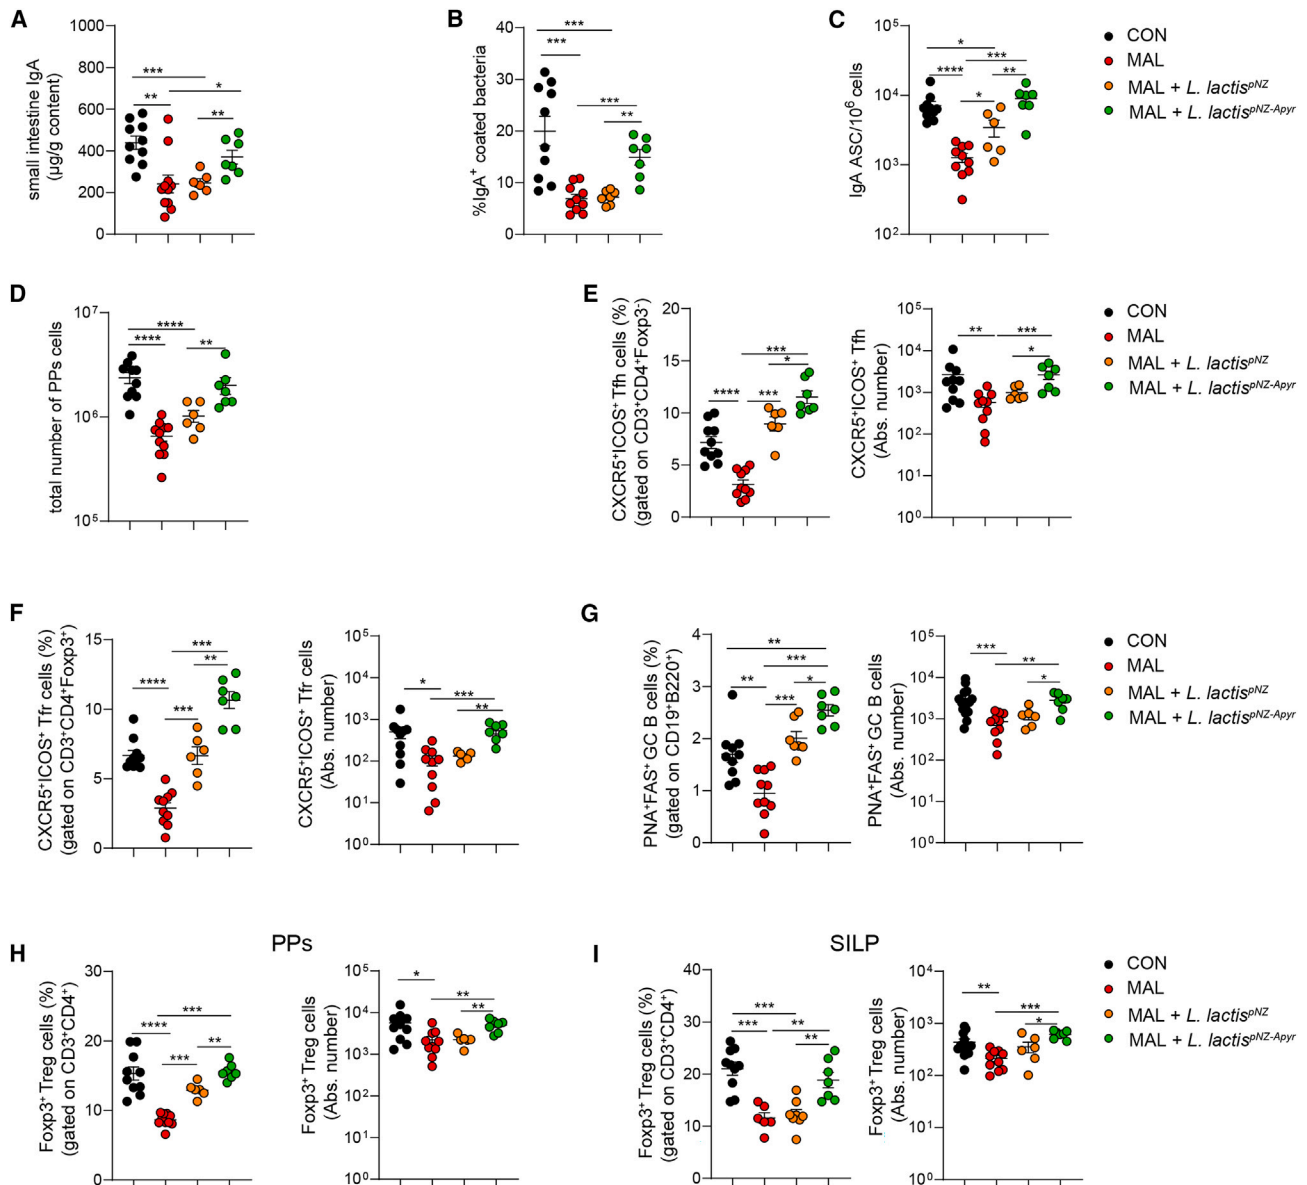 A
small intestine IgA
(µg/g content)
1000
800
600
400
200
0
***
**
*
**
B
%IgA⁺ coated bacteria
40
30
20
10
0
***
***
***
**
C
IgA ASC/10⁶ cells
10⁵
10⁴
10³
10²
*
***
****
**
*
CON
MAL
MAL + L. lactisᵖᴺᶻ
MAL + L. lactisᵖᴺᶻ⁻ᴬᵖʸʳ
D
total number of PPs cells
10⁷
10⁶
10⁵
****
****
**
E
CXCR5⁺ICOS⁺ Tfh cells (%)
(gated on CD3⁺CD4⁺Foxp3⁻)
20
15
10
5
0
***
*
****
***
CXCR5⁺ICOS⁺ Tfh
(Abs. number)
10⁵
10⁴
10³
10²
10¹
10⁰
**
***
*
CON
MAL
MAL + L. lactisᵖᴺᶻ
MAL + L. lactisᵖᴺᶻ⁻ᴬᵖʸʳ
F
CXCR5⁺ICOS⁺ Tfr cells (%)
(gated on CD3⁺CD4⁺Foxp3⁺)
15
10
5
0
***
**
****
***
CXCR5⁺ICOS⁺ Tfr cells
(Abs. number)
10⁵
10⁴
10³
10²
10¹
10⁰
*
***
**
G
PNA⁺FAS⁺ GC B cells (%)
(gated on CD19⁺B220⁺)
4
3
2
1
0
**
***
**
*
***
PNA⁺FAS⁺ GC B cells
(Abs. number)
10⁵
10⁴
10³
10²
10¹
10⁰
***
**
*
CON
MAL
MAL + L. lactisᵖᴺᶻ
MAL + L. lactisᵖᴺᶻ⁻ᴬᵖʸʳ
H
PPs
Foxp3⁺ Treg cells (%)
(gated on CD3⁺CD4⁺)
30
20
10
0
***
****
**
***
Foxp3⁺ Treg cells
(Abs. number)
10⁵
10⁴
10³
10²
10¹
10⁰
*
**
**
I
SILP
Foxp3⁺ Treg cells (%)
(gated on CD3⁺CD4⁺)
40
30
20
10
0
***
***
**
**
Foxp3⁺ Treg cells
(Abs. number)
10⁴
10³
10²
10¹
10⁰
**
***
*
CON
MAL
MAL + L. lactisᵖᴺᶻ
MAL + L. lactisᵖᴺᶻ⁻ᴬᵖʸʳ